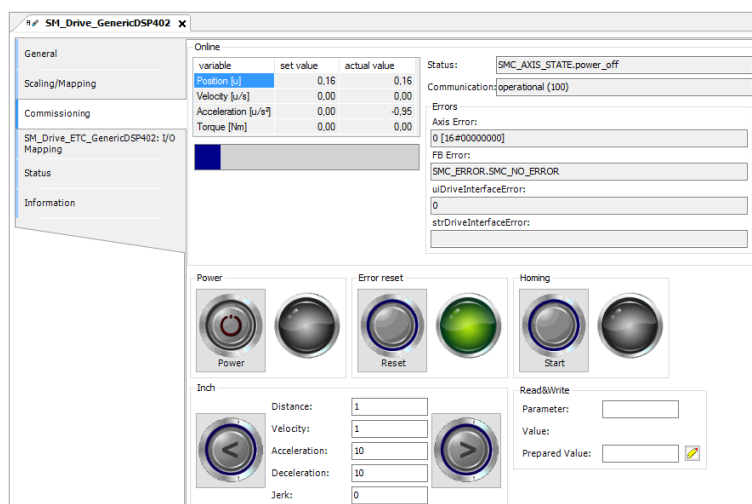 SM_Drive_GenericDSP402 x
General
Scaling/Mapping
Commissioning
SM_Drive_ETC_GenericDSP402: I/O
Mapping
Status
Information
Online
variable set value actual value
Position [u] 0,16 0,16
Velocity [u/s] 0,00 0,00
Acceleration [u/s²] 0,00 -0,95
Torque [Nm] 0,00 0,00
Status: SMC_AXIS_STATE.power_off
Communication: operational (100)
Errors
Axis Error:
0 [16#00000000]
FB Error:
SMC_ERROR.SMC_NO_ERROR
uiDriveInterfaceError:
0
strDriveInterfaceError:
Power
Power
Error reset
Reset
Homing
Start
Inch
Distance: 1
Velocity: 1
Acceleration: 10
Deceleration: 10
Jerk: 0
<
>
Read&Write
Parameter:
Value:
Prepared Value: